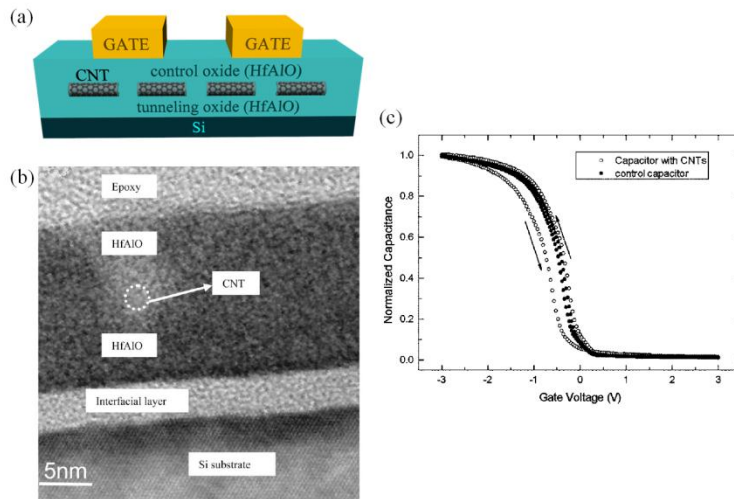 (a)
GATE
GATE
CNT
control oxide (HfAlO)
tunneling oxide (HfAlO)
Si
(b)
Epoxy
HfAlO
CNT
HfAlO
Interfacial layer
Si substrate
5nm
(c)
Capacitor with CNTs
control capacitor
Normalized Capacitance
1.0
0.8
0.6
0.4
0.2
0.0
-3
-2
-1
0
1
2
3
Gate Voltage (V)